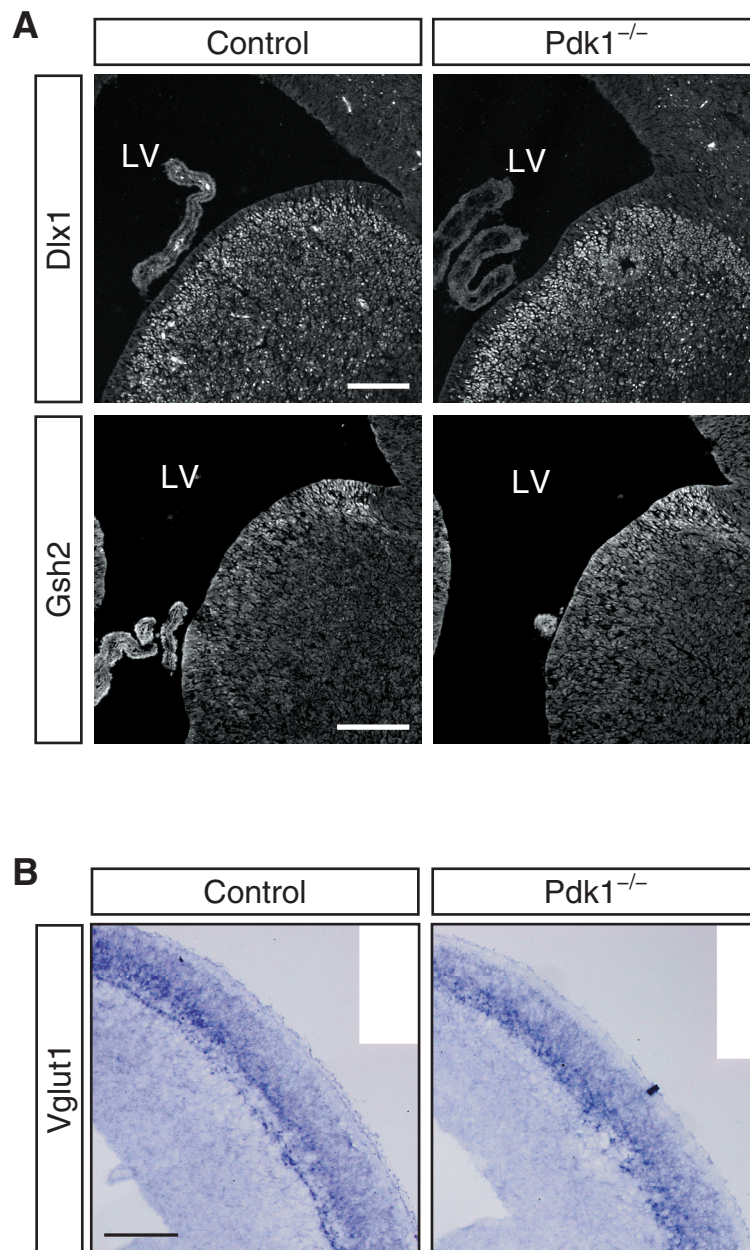 A
Control
Pdk1−/−
Dlx1
LV
LV
Gsh2
LV
LV
B
Control
Pdk1−/−
Vglut1